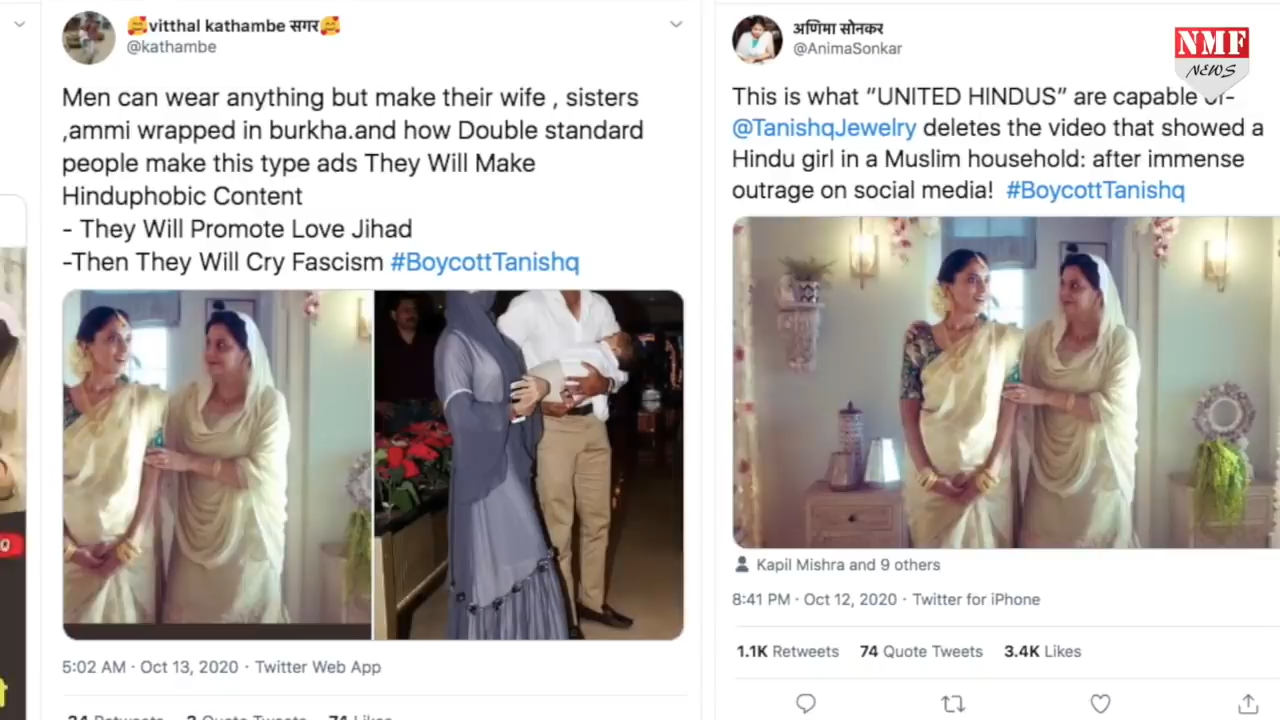 🥰vitthal kathambe सगर🥰
@kathambe
Men can wear anything but make their wife , sisters
,ammi wrapped in burkha.and how Double standard
people make this type ads They Will Make
Hinduphobic Content
- They Will Promote Love Jihad
-Then They Will Cry Fascism #BoycottTanishq
5:02 AM · Oct 13, 2020 · Twitter Web App
अणिमा सोनकर
@AnimaSonkar
NMF
NEWS
This is what “UNITED HINDUS” are capable of-
@TanishqJewelry deletes the video that showed a
Hindu girl in a Muslim household: after immense
outrage on social media! #BoycottTanishq
Kapil Mishra and 9 others
8:41 PM · Oct 12, 2020 · Twitter for iPhone
1.1K Retweets 74 Quote Tweets 3.4K Likes